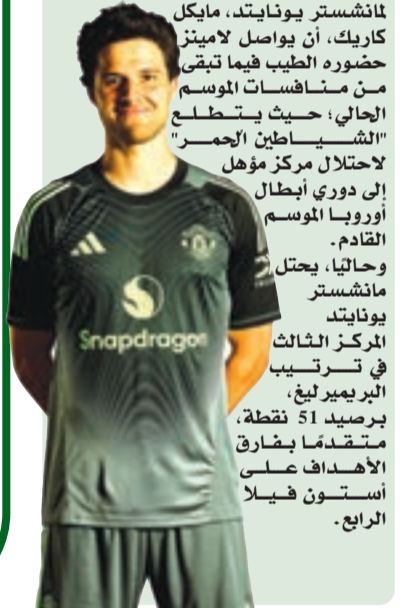 لمانشستر يونايتد، مايكل
كاريك، أن يواصل لامينز
حضوره الطيب فيما تبقى
من منافسات الموسم
الحالي؛ حيث يتطلع
"الشياطين الحمر"
لاحتلال مركز مؤهل
إلى دوري أبطال
أوروبا الموسم
القادم.
وحاليًا، يحتل
مانشستر
يونايتد
المركز الثالث
في ترتيب
البريميرليغ،
برصيد 51 نقطة،
متقدمًا بفارق
الأهداف على
أستون فيلا
الرابع.
Snapdragon